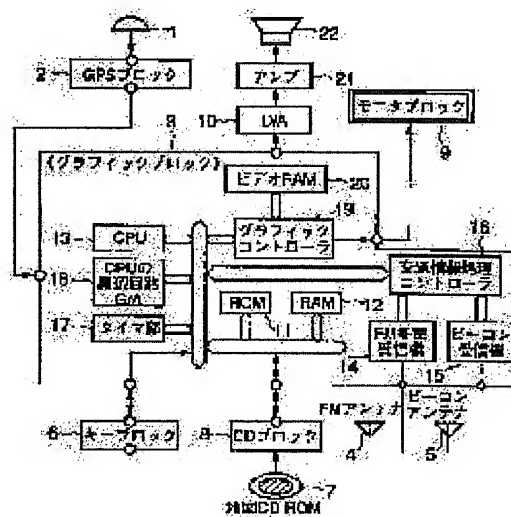 1
22
2
GPSブロック
アンプ
21
10
D/A
モニタブロック
9
3
(グラフィックブロック)
ビデオRAM
20
19
13
CPU
グラフィック
コントローラ
18
16
CPUの
周辺回路
G/A
交通情報処理
コントローラ
ROM
RAM
12
11
17
タイマ部
14
FM多重
受信機
ビーコン
受信機
15
FMアンテナ
ビーコン
アンテナ
6
キーブロック
8
CDブロック
4
5
7
地図CD ROM